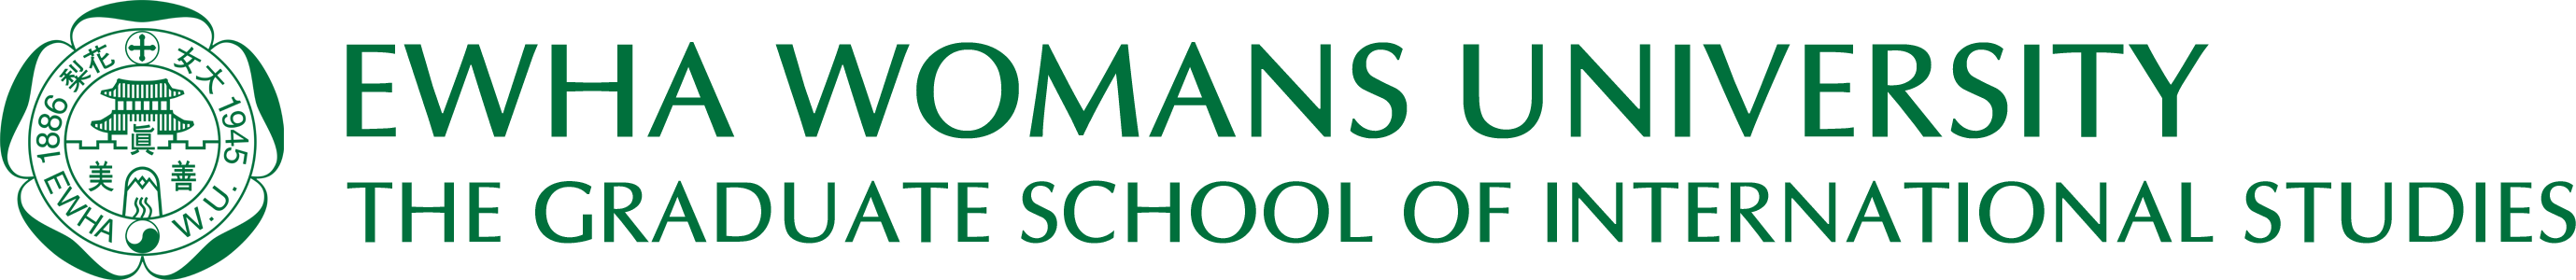 梨花 女大
1886 1945
眞
美 善
EWHA W.U.
EWHA WOMANS UNIVERSITY
THE GRADUATE SCHOOL OF INTERNATIONAL STUDIES